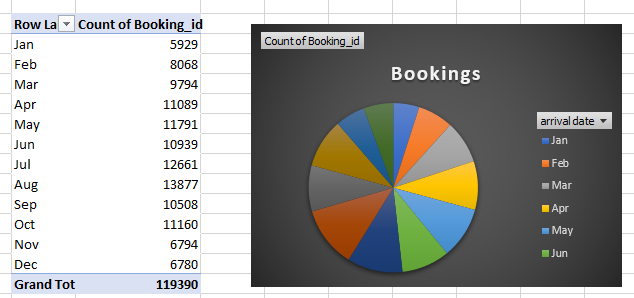 Row La Count of Booking_id
Jan 5929
Feb 8068
Mar 9794
Apr 11089
May 11791
Jun 10939
Jul 12661
Aug 13877
Sep 10508
Oct 11160
Nov 6794
Dec 6780
Grand Tot 119390
Count of Booking_id
Bookings
arrival date
Jan
Feb
Mar
Apr
May
Jun